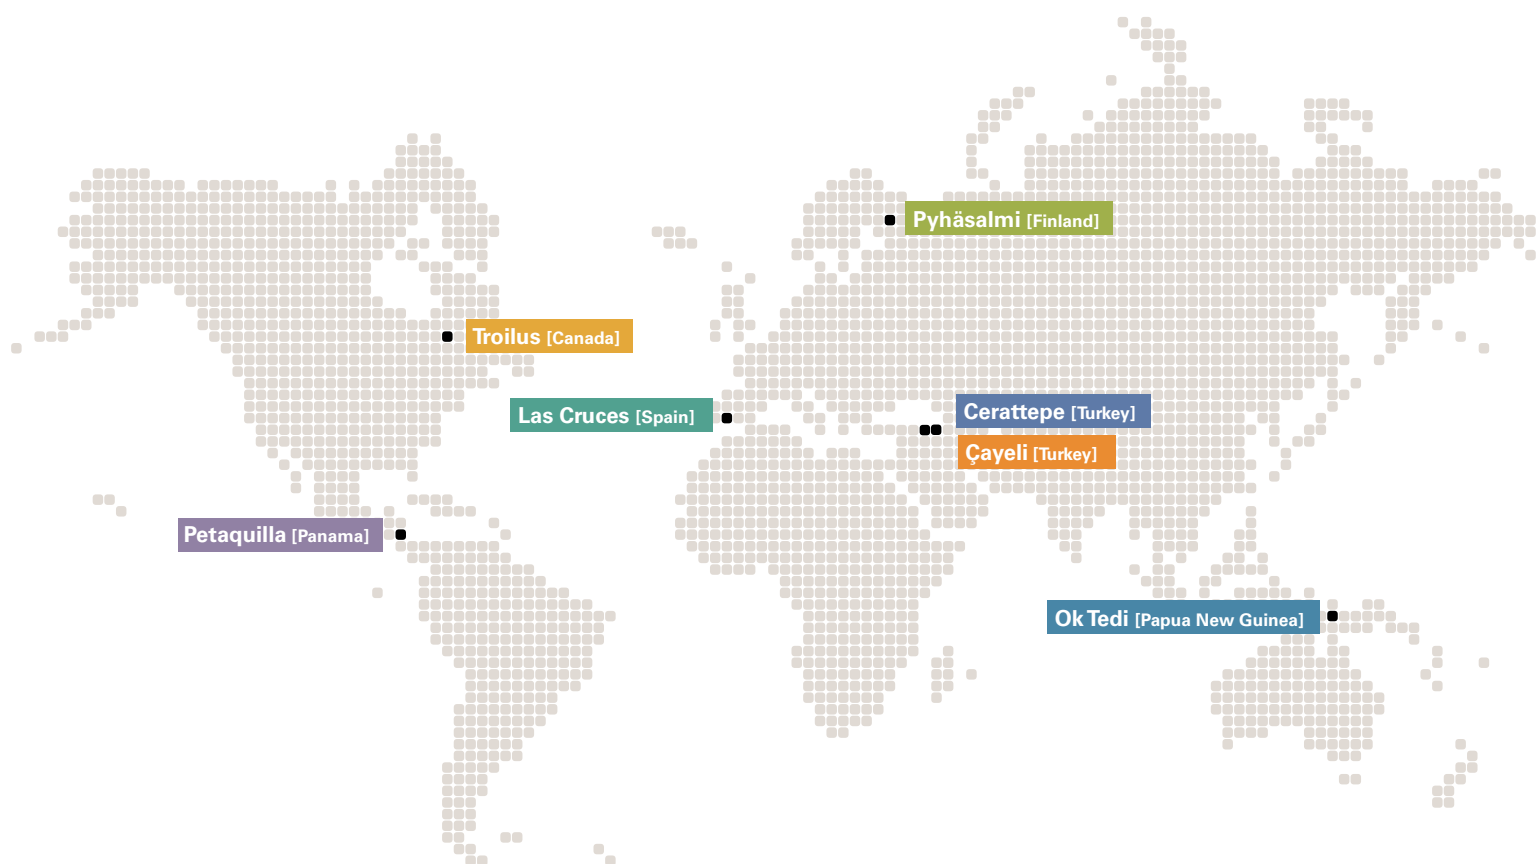 Pyhäsalmi [Finland]
Troilus [Canada]
Las Cruces [Spain]
Cerattepe [Turkey]
Çayeli [Turkey]
Petaquilla [Panama]
Ok Tedi [Papua New Guinea]